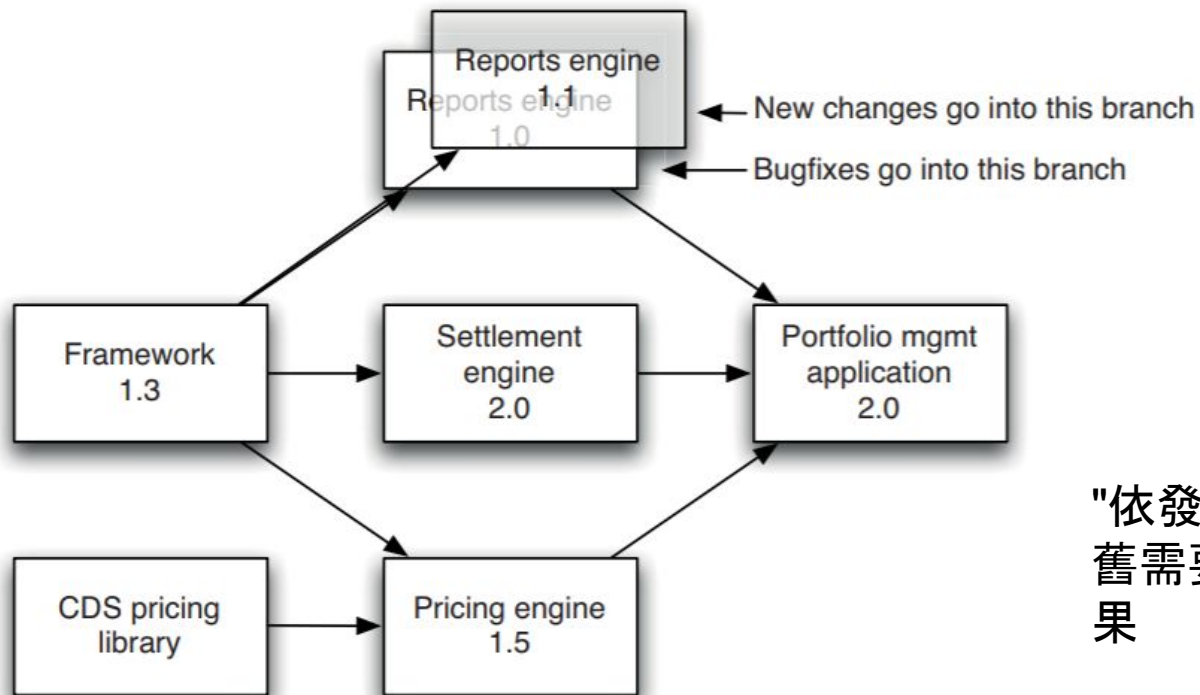 Reports engine
1.1
Reports engine
1.0
New changes go into this branch
Bugfixes go into this branch
Framework
1.3
Settlement
engine
2.0
Portfolio mgmt
application
2.0
CDS pricing
library
Pricing engine
1.5
"依發
舊需
果